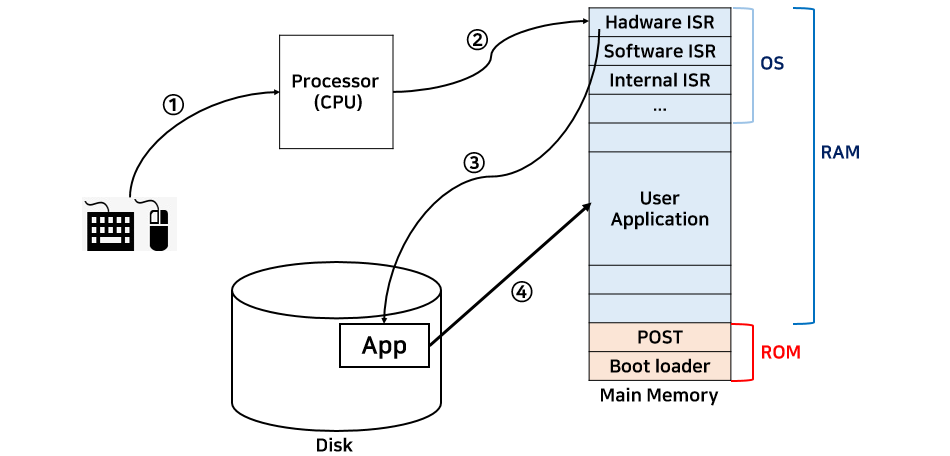 ①
Processor
(CPU)
②
Hadware ISR
Software ISR
Internal ISR
...
OS
RAM
③
User
Application
④
App
POST
Boot loader
ROM
Main Memory
Disk